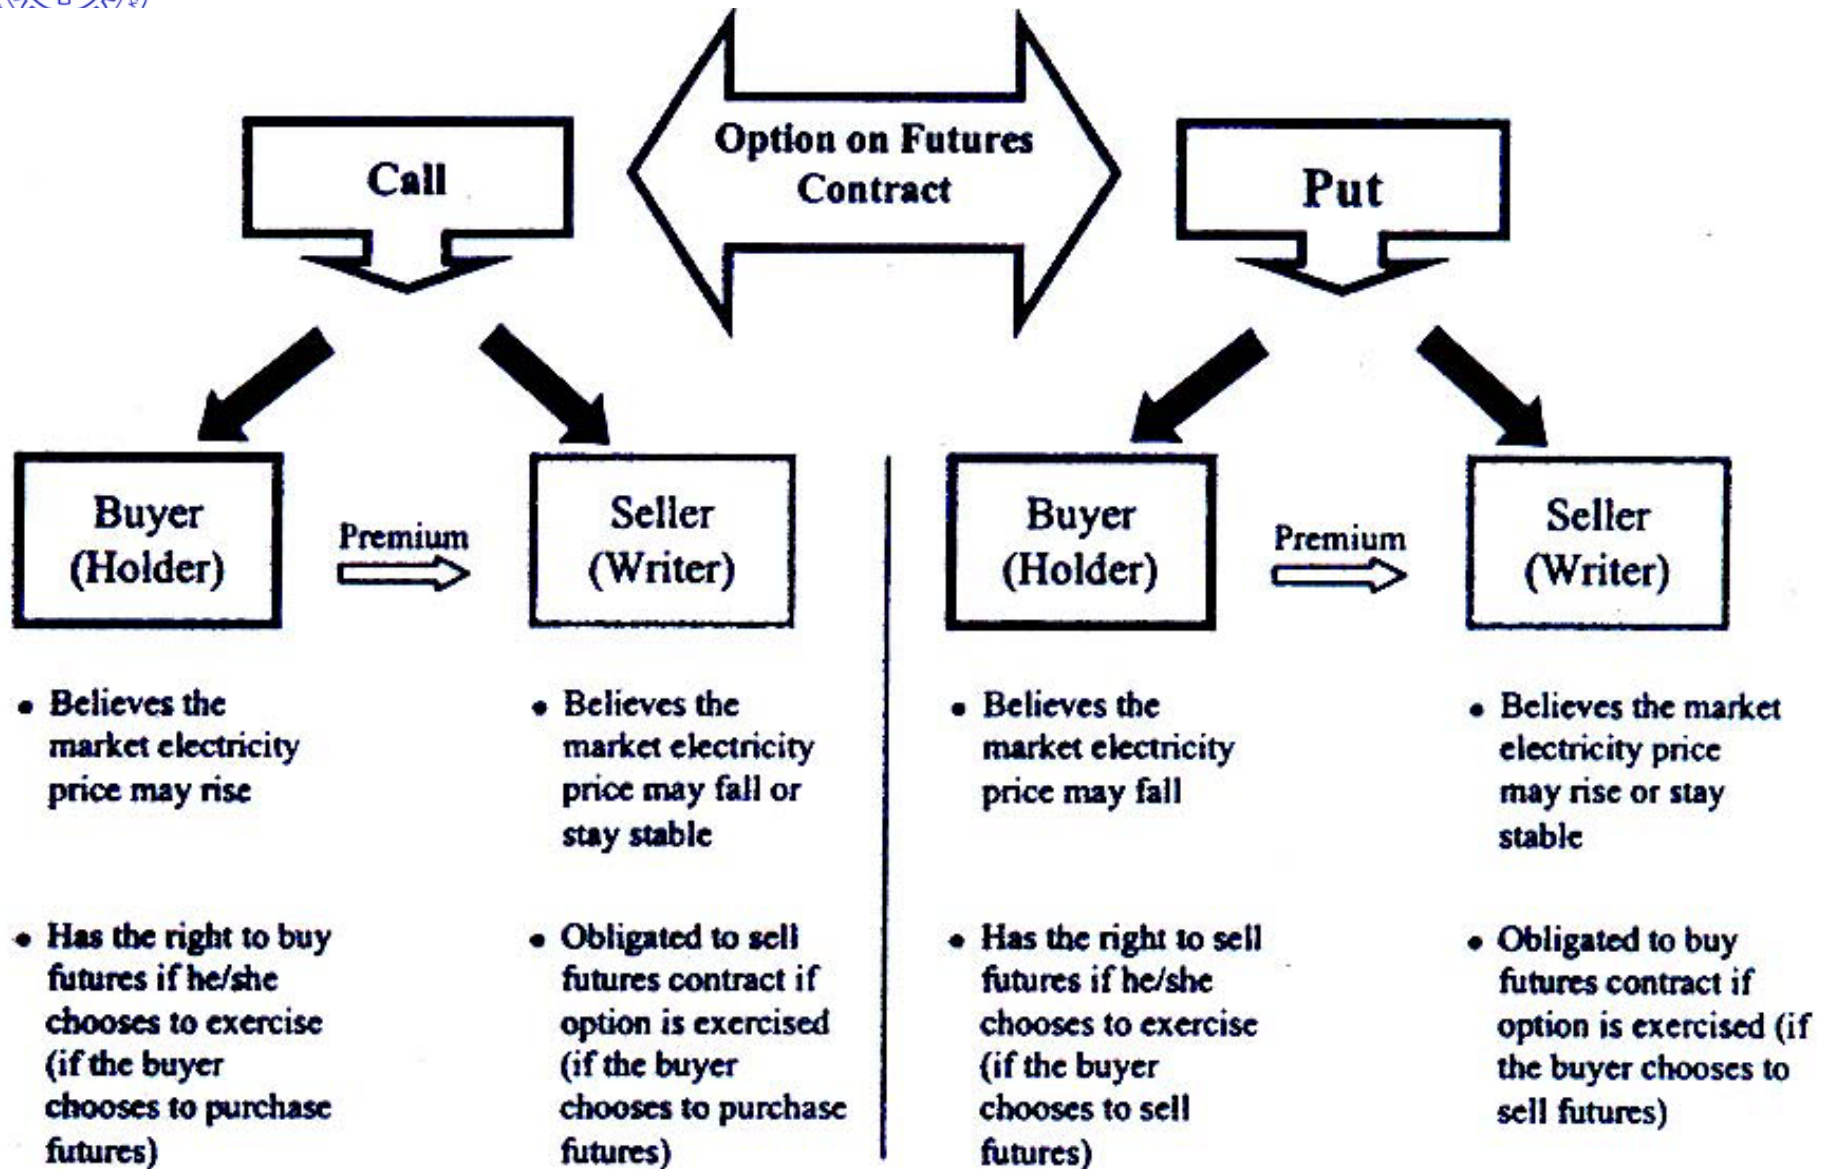 Option on Futures
Contract
Call
Put
Buyer
(Holder)
Premium
Seller
(Writer)
Buyer
(Holder)
Premium
Seller
(Writer)
• Believes the
market electricity
price may rise
• Has the right to buy
futures if he/she
chooses to exercise
(if the buyer
chooses to purchase
futures)
• Believes the
market electricity
price may fall or
stay stable
• Obligated to sell
futures contract if
option is exercised
(if the buyer
chooses to purchase
futures)
• Believes the
market electricity
price may fall
• Has the right to sell
futures if he/she
chooses to exercise
(if the buyer
chooses to sell
futures)
• Believes the market
electricity price
may rise or stay
stable
• Obligated to buy
futures contract if
option is exercised (if
the buyer chooses to
sell futures)